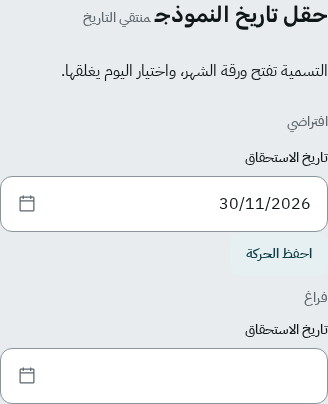 حقل تاريخ النموذج منتقي التاريخ
التسمية تفتح ورقة الشهر، واختيار اليوم يغلقها.
افتراضي
تاريخ الاستحقاق
30/11/2026
احفظ الحركة
فراغ
تاريخ الاستحقاق